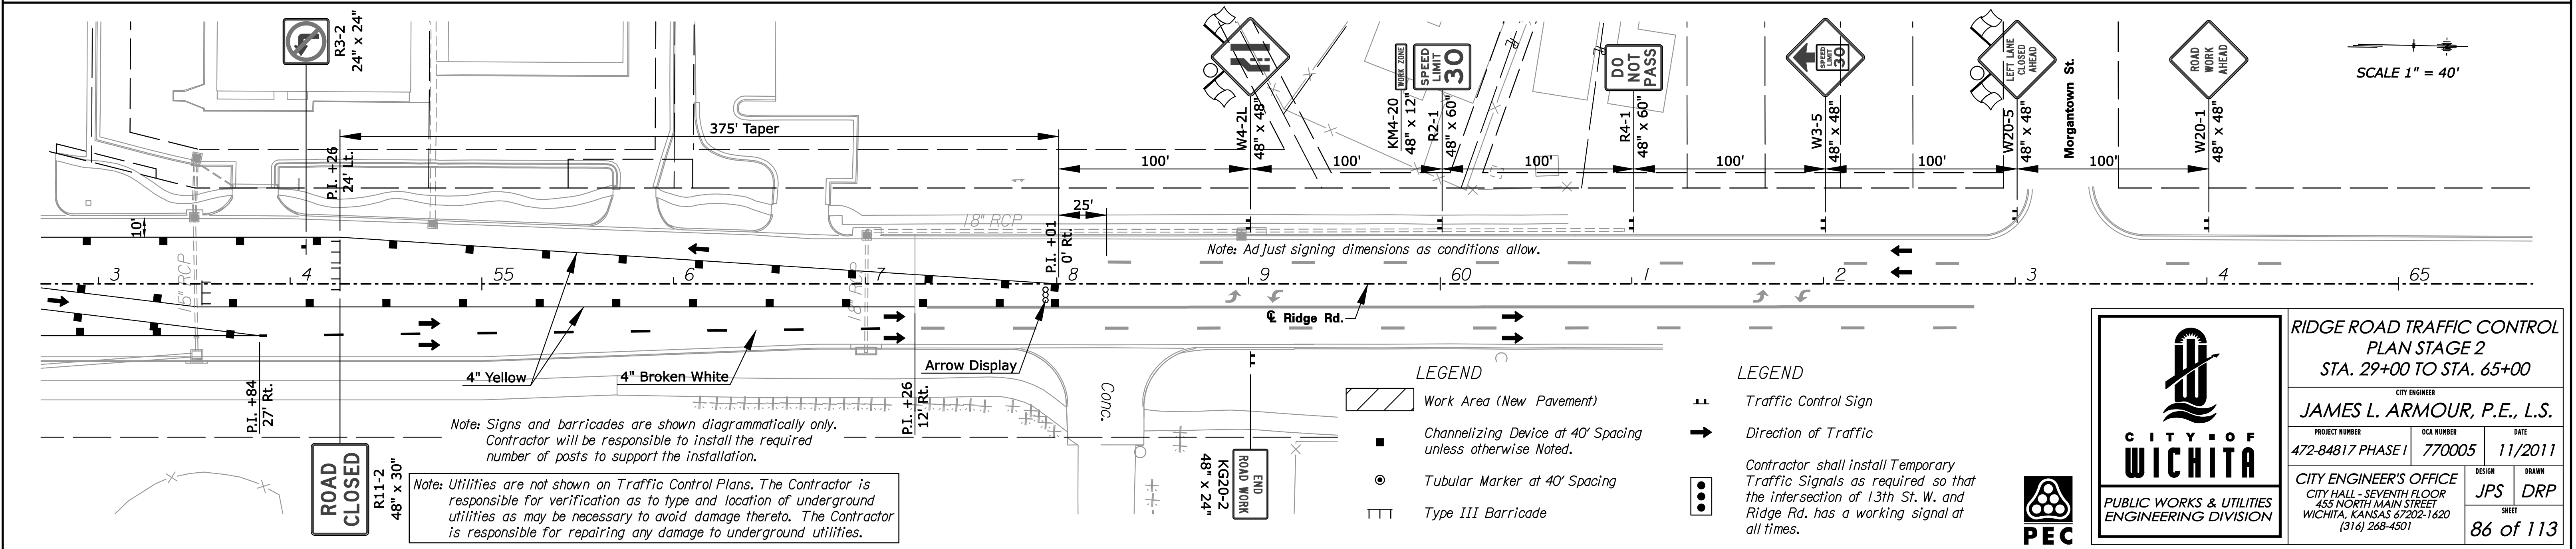 R3-2
24" x 24"
375' Taper
P.I. +26
24' Lt.
W4-2L
48" x 48"
WORK ZONE
SPEED
LIMIT
30
KM4-20
48" x 12"
R2-1
48" x 60"
DO
NOT
PASS
R4-1
48" x 60"
SPEED
LIMIT
30
W3-5
48" x 48"
LEFT LANE
CLOSED
AHEAD
W20-5
48" x 48"
Morgantown St.
ROAD
WORK
AHEAD
W20-1
48" x 48"
SCALE 1" = 40'
PL
PL
100'
100'
100'
100'
100'
100'
25'
10'
18" RCP
15" RCP
18" RCP
P.I. +01
0' Rt.
Note: Adjust signing dimensions as conditions allow.
3
4
55
6
7
8
9
60
1
2
3
4
65
℄ Ridge Rd.
Arrow Display
4" Yellow
4" Broken White
P.I. +84
27' Rt.
P.I. +26
12' Rt.
Conc.
ROAD
CLOSED
R11-2
48" x 30"
Note: Signs and barricades are shown diagrammatically only.
Contractor will be responsible to install the required
number of posts to support the installation.
Note: Utilities are not shown on Traffic Control Plans. The Contractor is
responsible for verification as to type and location of underground
utilities as may be necessary to avoid damage thereto. The Contractor
is responsible for repairing any damage to underground utilities.
END
ROAD WORK
KG20-2
48" x 24"
LEGEND
Work Area (New Pavement)
Channelizing Device at 40' Spacing
unless otherwise Noted.
Tubular Marker at 40' Spacing
Type III Barricade
LEGEND
Traffic Control Sign
Direction of Traffic
Contractor shall install Temporary
Traffic Signals as required so that
the intersection of 13th St. W. and
Ridge Rd. has a working signal at
all times.
PEC
CITY OF
WICHITA
PUBLIC WORKS & UTILITIES
ENGINEERING DIVISION
RIDGE ROAD TRAFFIC CONTROL
PLAN STAGE 2
STA. 29+00 TO STA. 65+00
CITY ENGINEER
JAMES L. ARMOUR, P.E., L.S.
PROJECT NUMBER
472-84817 PHASE I
OCA NUMBER
770005
DATE
11/2011
CITY ENGINEER'S OFFICE
CITY HALL - SEVENTH FLOOR
455 NORTH MAIN STREET
WICHITA, KANSAS 67202-1620
(316) 268-4501
DESIGN
JPS
DRAWN
DRP
SHEET
86 of 113